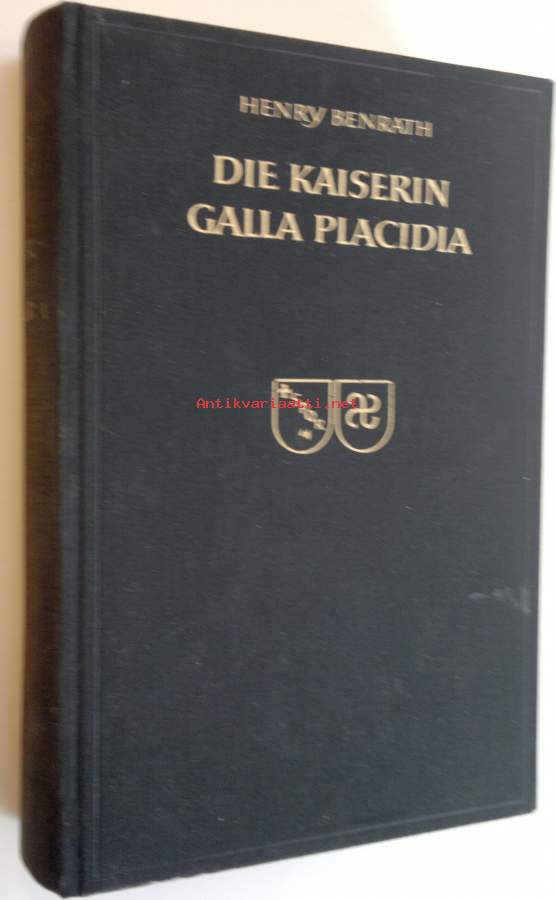 HENRY BENRATH
DIE KAISERIN
GALLA PLACIDIA
Antikvariaatti.net